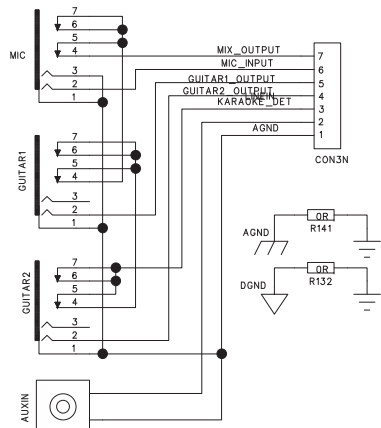 MIC
7
6
5
4
3
2
1
GUITAR1
7
6
5
4
3
2
1
GUITAR2
7
6
5
4
3
2
1
AUXIN
MIX_OUTPUT 7
MIC_INPUT 6
GUITAR1_OUTPUT 5
GUITAR2_OUTPUT 4
LINEIN
KARAOKE_DET 3
2
AGND 1
CON3N
AGND
0R
R141
DGND
0R
R132